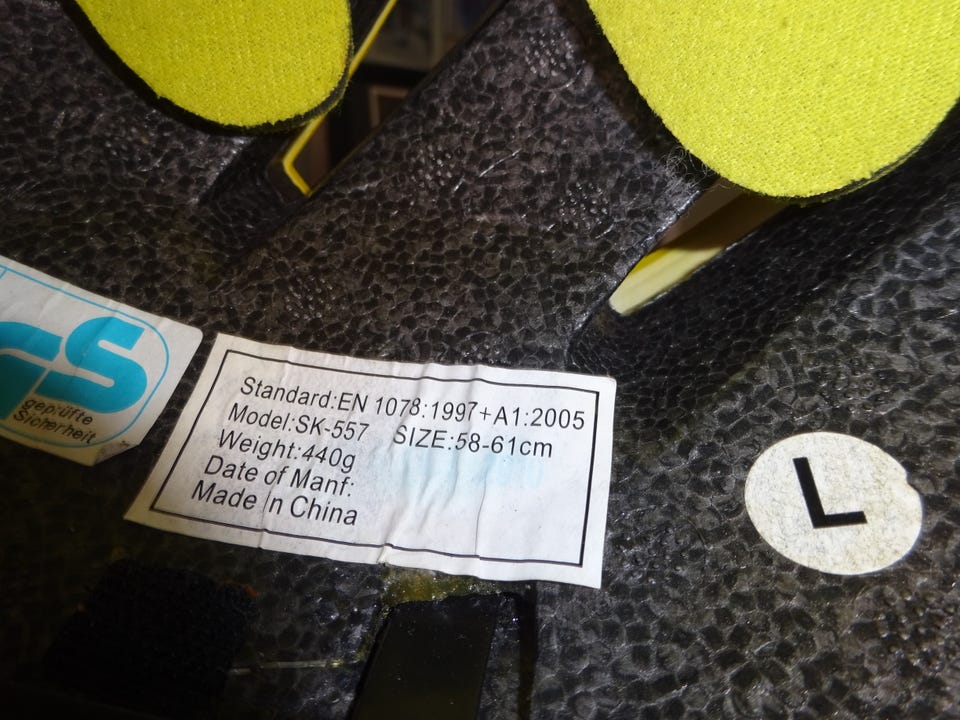 GS
geprüfte
Sicherheit
Standard:EN 1078:1997+A1:2005
Model:SK-557 SIZE:58-61cm
Weight:440g
Date of Manf:
Made in China
L